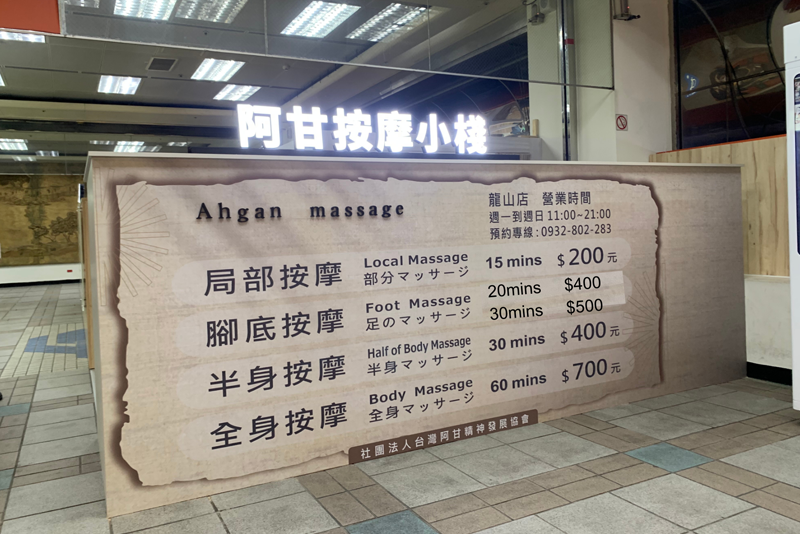 阿甘按摩小棧
Ahgan massage
龍山店 營業時間
週一到週日 11:00~21:00
預約專線:0932-802-283
局部按摩 Local Massage 部分マッサージ 15 mins $200元
腳底按摩 Foot Massage 足のマッサージ 20mins $400
30mins $500
半身按摩 Half of Body Massage 半身マッサージ 30 mins $400元
全身按摩 Body Massage 全身マッサージ 60 mins $700元
社團法人台灣阿甘精神發展協會